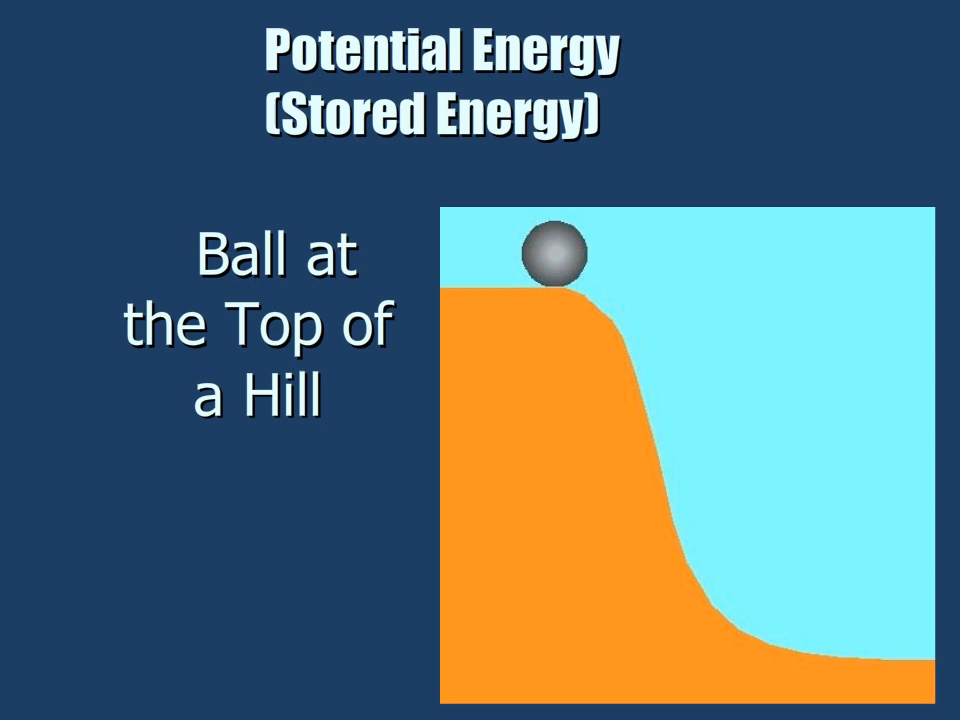 Potential Energy
(Stored Energy)
Ball at
the Top of
a Hill